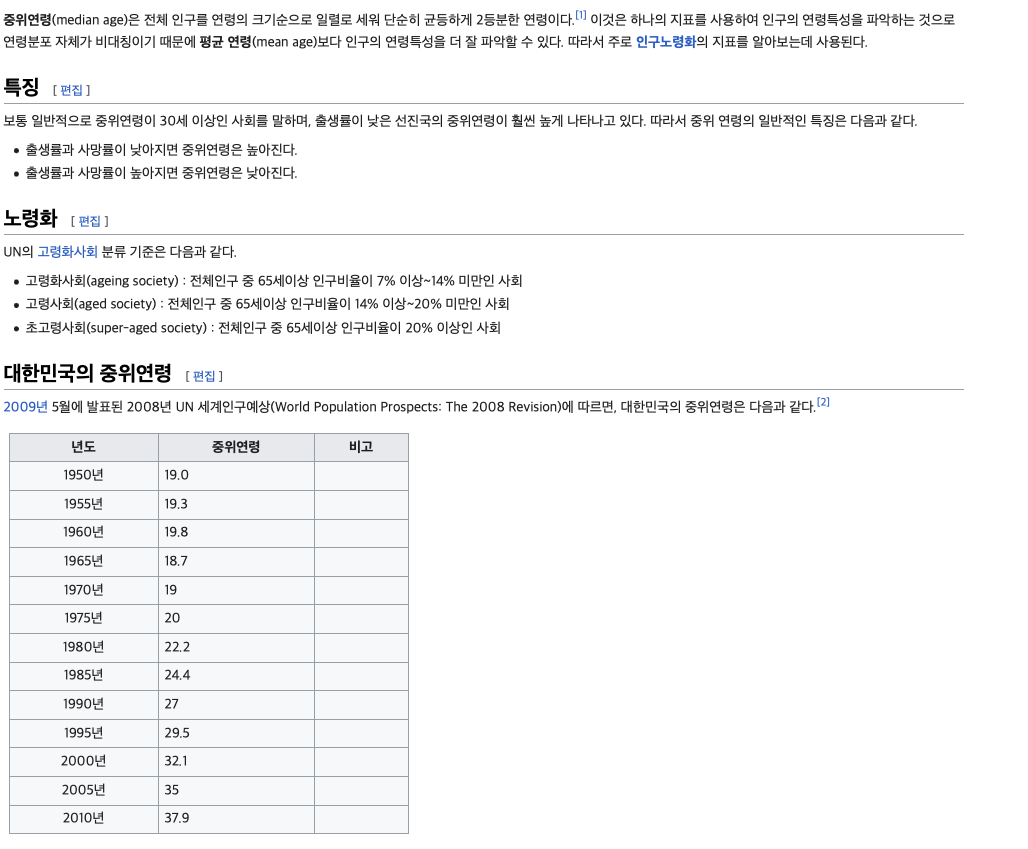 중위연령(median age)은 전체 인구를 연령의 크기순으로 일렬로 세워 단순히 균등하게 2등분한 연령이다.[1] 이것은 하나의 지표를 사용하여 인구의 연령특성을 파악하는 것으로
연령분포 자체가 비대칭이기 때문에 평균 연령(mean age)보다 인구의 연령특성을 더 잘 파악할 수 있다. 따라서 주로 인구노령화의 지표를 알아보는데 사용된다.
특징 [ 편집 ]
보통 일반적으로 중위연령이 30세 이상인 사회를 말하며, 출생률이 낮은 선진국의 중위연령이 훨씬 높게 나타나고 있다. 따라서 중위 연령의 일반적인 특징은 다음과 같다.
• 출생률과 사망률이 낮아지면 중위연령은 높아진다.
• 출생률과 사망률이 높아지면 중위연령은 낮아진다.
노령화 [ 편집 ]
UN의 고령화사회 분류 기준은 다음과 같다.
• 고령화사회(ageing society) : 전체인구 중 65세이상 인구비율이 7% 이상~14% 미만인 사회
• 고령사회(aged society) : 전체인구 중 65세이상 인구비율이 14% 이상~20% 미만인 사회
• 초고령사회(super-aged society) : 전체인구 중 65세이상 인구비율이 20% 이상인 사회
대한민국의 중위연령 [ 편집 ]
2009년 5월에 발표된 2008년 UN 세계인구예상(World Population Prospects: The 2008 Revision)에 따르면, 대한민국의 중위연령은 다음과 같다.[2]
년도 중위연령 비고
1950년 19.0
1955년 19.3
1960년 19.8
1965년 18.7
1970년 19
1975년 20
1980년 22.2
1985년 24.4
1990년 27
1995년 29.5
2000년 32.1
2005년 35
2010년 37.9